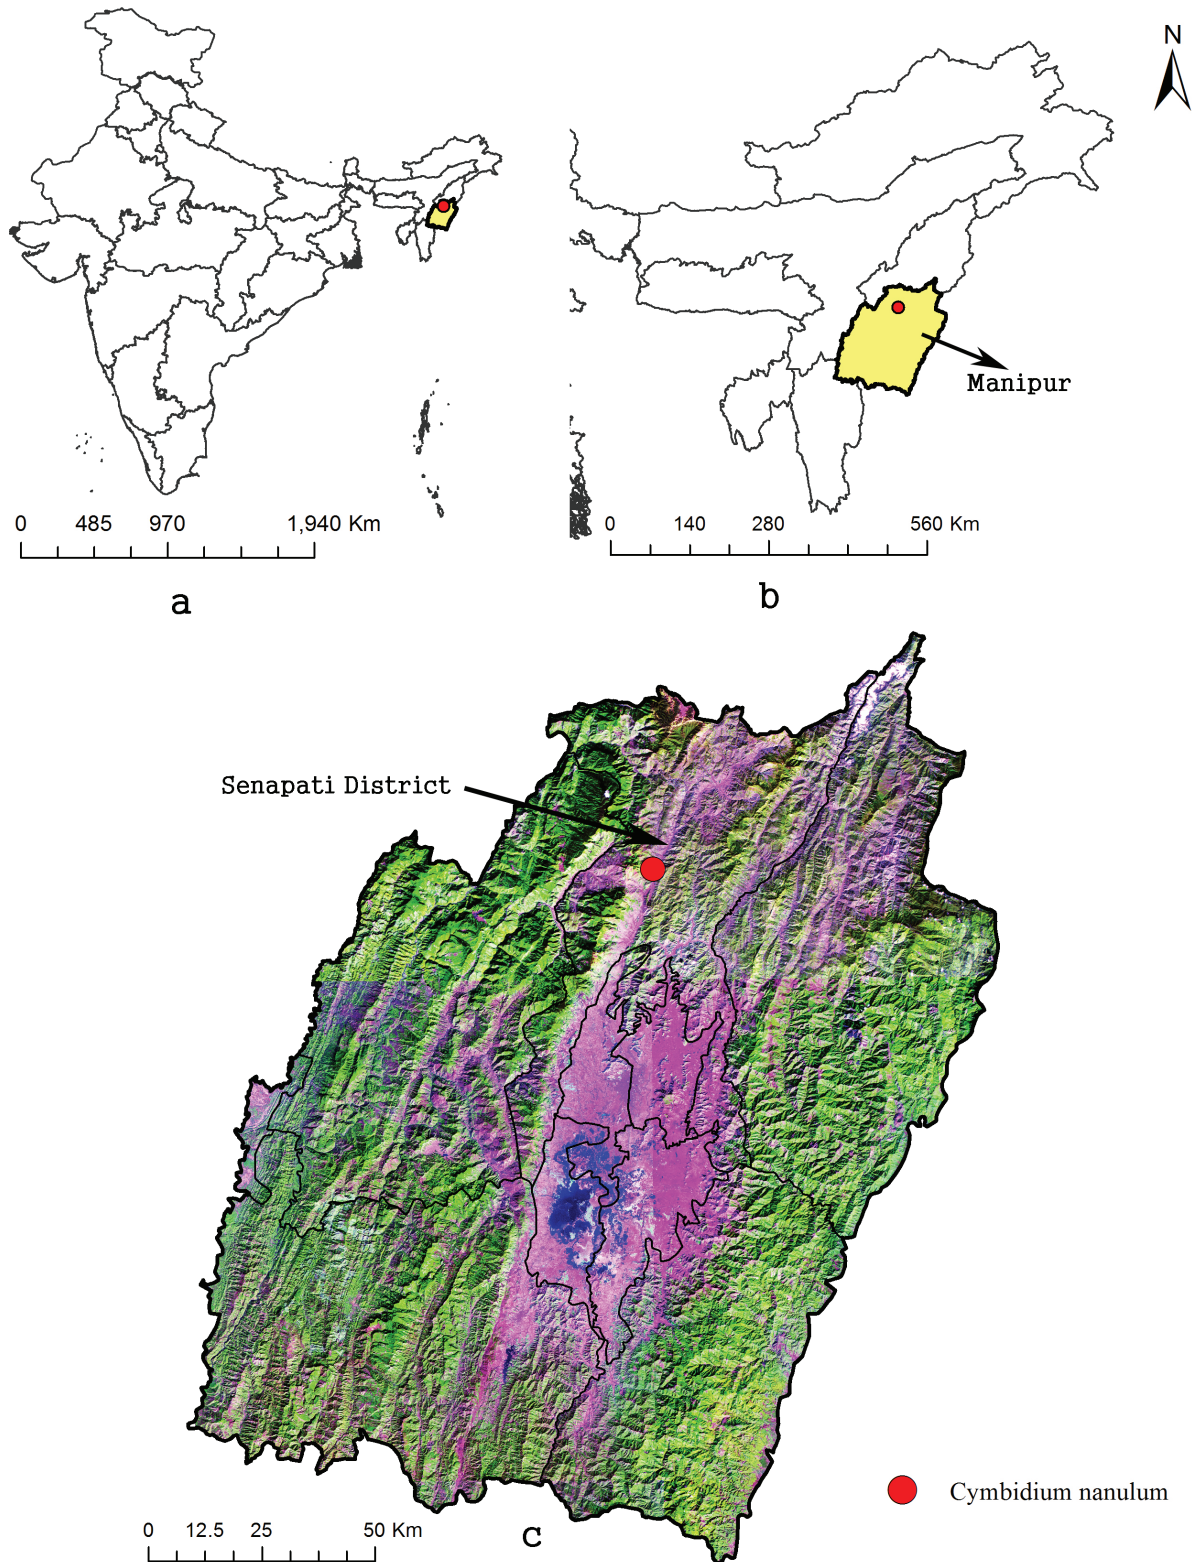 N
Manipur
0 485 970 1,940 Km
0 140 280 560 Km
a
b
Senapati District
Cymbidium nanulum
0 12.5 25 50 Km
c